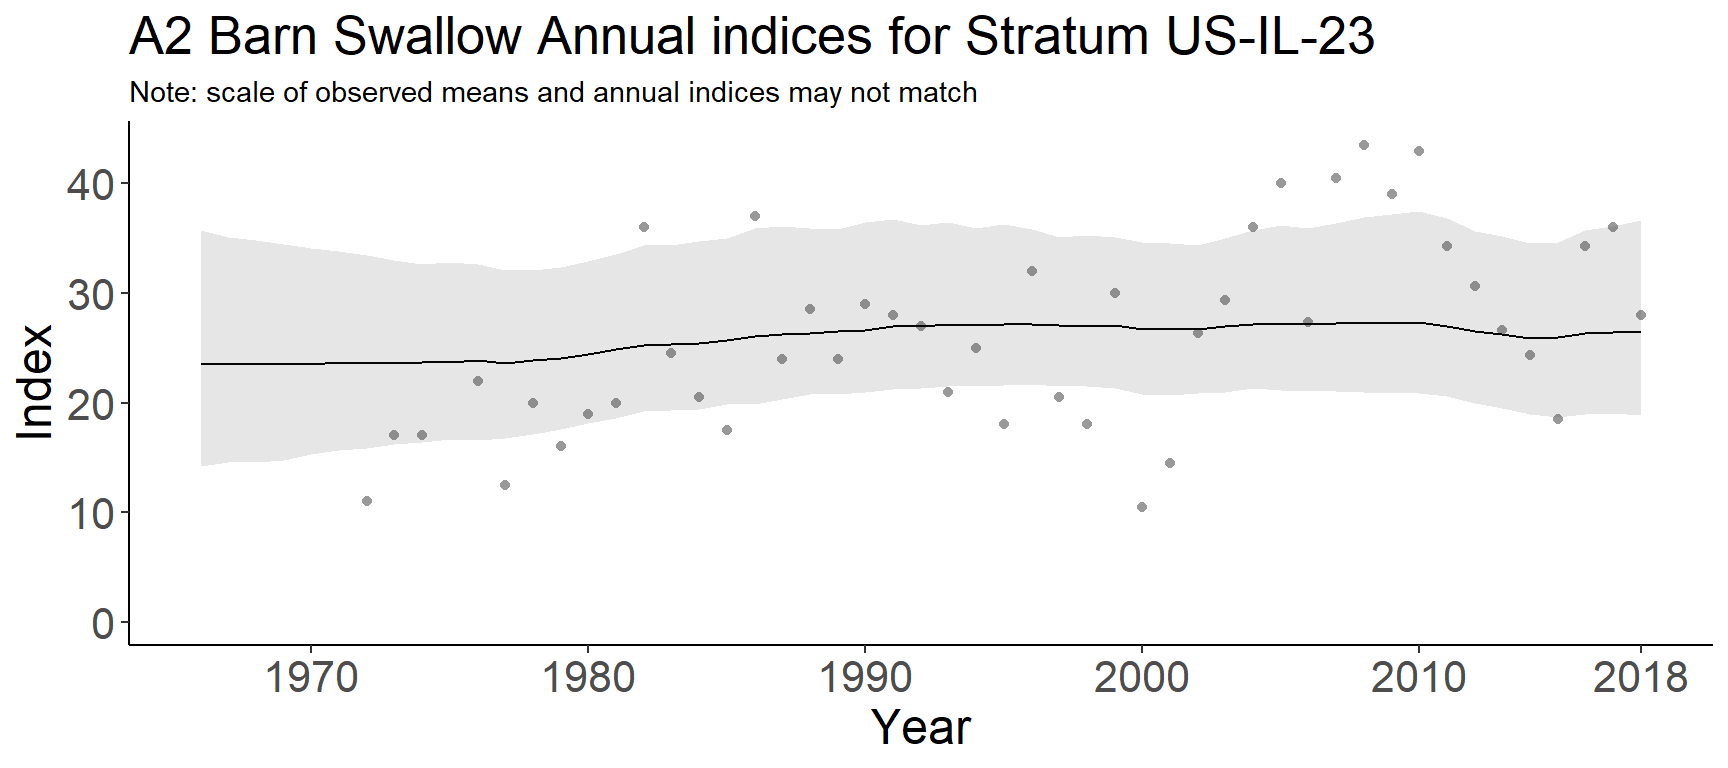 A2 Barn Swallow Annual indices for Stratum US-IL-23
Note: scale of observed means and annual indices may not match
Index
40
30
20
10
0
1970 1980 1990 2000 2010 2018
Year